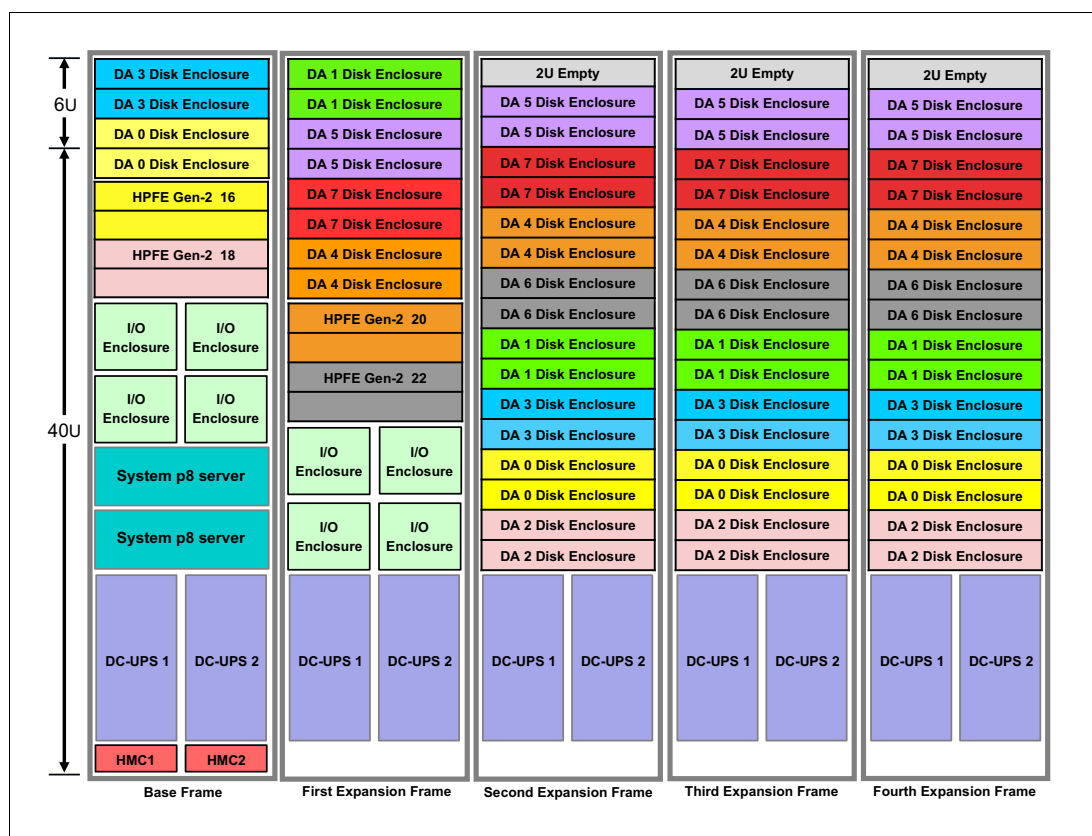 6U
40U
DA 3 Disk Enclosure
DA 3 Disk Enclosure
DA 0 Disk Enclosure
DA 0 Disk Enclosure
HPFE Gen-2 16
HPFE Gen-2 18
I/O
Enclosure
I/O
Enclosure
I/O
Enclosure
I/O
Enclosure
System p8 server
System p8 server
DC-UPS 1
DC-UPS 2
HMC1
HMC2
Base Frame
DA 1 Disk Enclosure
DA 1 Disk Enclosure
DA 5 Disk Enclosure
DA 5 Disk Enclosure
DA 7 Disk Enclosure
DA 7 Disk Enclosure
DA 4 Disk Enclosure
DA 4 Disk Enclosure
HPFE Gen-2 20
HPFE Gen-2 22
I/O
Enclosure
I/O
Enclosure
I/O
Enclosure
I/O
Enclosure
DC-UPS 1
DC-UPS 2
First Expansion Frame
2U Empty
DA 5 Disk Enclosure
DA 5 Disk Enclosure
DA 7 Disk Enclosure
DA 7 Disk Enclosure
DA 4 Disk Enclosure
DA 4 Disk Enclosure
DA 6 Disk Enclosure
DA 6 Disk Enclosure
DA 1 Disk Enclosure
DA 1 Disk Enclosure
DA 3 Disk Enclosure
DA 3 Disk Enclosure
DA 0 Disk Enclosure
DA 0 Disk Enclosure
DA 2 Disk Enclosure
DA 2 Disk Enclosure
DC-UPS 1
DC-UPS 2
Second Expansion Frame
2U Empty
DA 5 Disk Enclosure
DA 5 Disk Enclosure
DA 7 Disk Enclosure
DA 7 Disk Enclosure
DA 4 Disk Enclosure
DA 4 Disk Enclosure
DA 6 Disk Enclosure
DA 6 Disk Enclosure
DA 1 Disk Enclosure
DA 1 Disk Enclosure
DA 3 Disk Enclosure
DA 3 Disk Enclosure
DA 0 Disk Enclosure
DA 0 Disk Enclosure
DA 2 Disk Enclosure
DA 2 Disk Enclosure
DC-UPS 1
DC-UPS 2
Third Expansion Frame
2U Empty
DA 5 Disk Enclosure
DA 5 Disk Enclosure
DA 7 Disk Enclosure
DA 7 Disk Enclosure
DA 4 Disk Enclosure
DA 4 Disk Enclosure
DA 6 Disk Enclosure
DA 6 Disk Enclosure
DA 1 Disk Enclosure
DA 1 Disk Enclosure
DA 3 Disk Enclosure
DA 3 Disk Enclosure
DA 0 Disk Enclosure
DA 0 Disk Enclosure
DA 2 Disk Enclosure
DA 2 Disk Enclosure
DC-UPS 1
DC-UPS 2
Fourth Expansion Frame